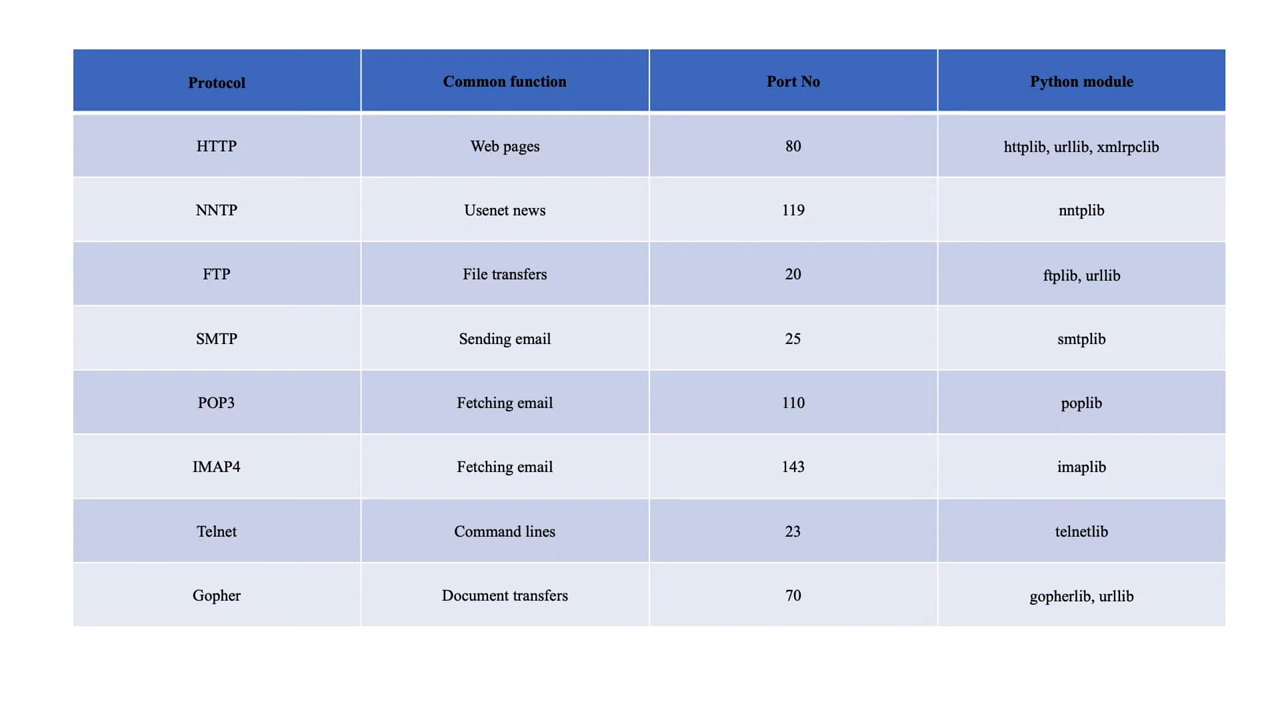 Protocol Common function Port No Python module
HTTP Web pages 80 httplib, urllib, xmlrpclib
NNTP Usenet news 119 nntplib
FTP File transfers 20 ftplib, urllib
SMTP Sending email 25 smtplib
POP3 Fetching email 110 poplib
IMAP4 Fetching email 143 imaplib
Telnet Command lines 23 telnetlib
Gopher Document transfers 70 gopherlib, urllib